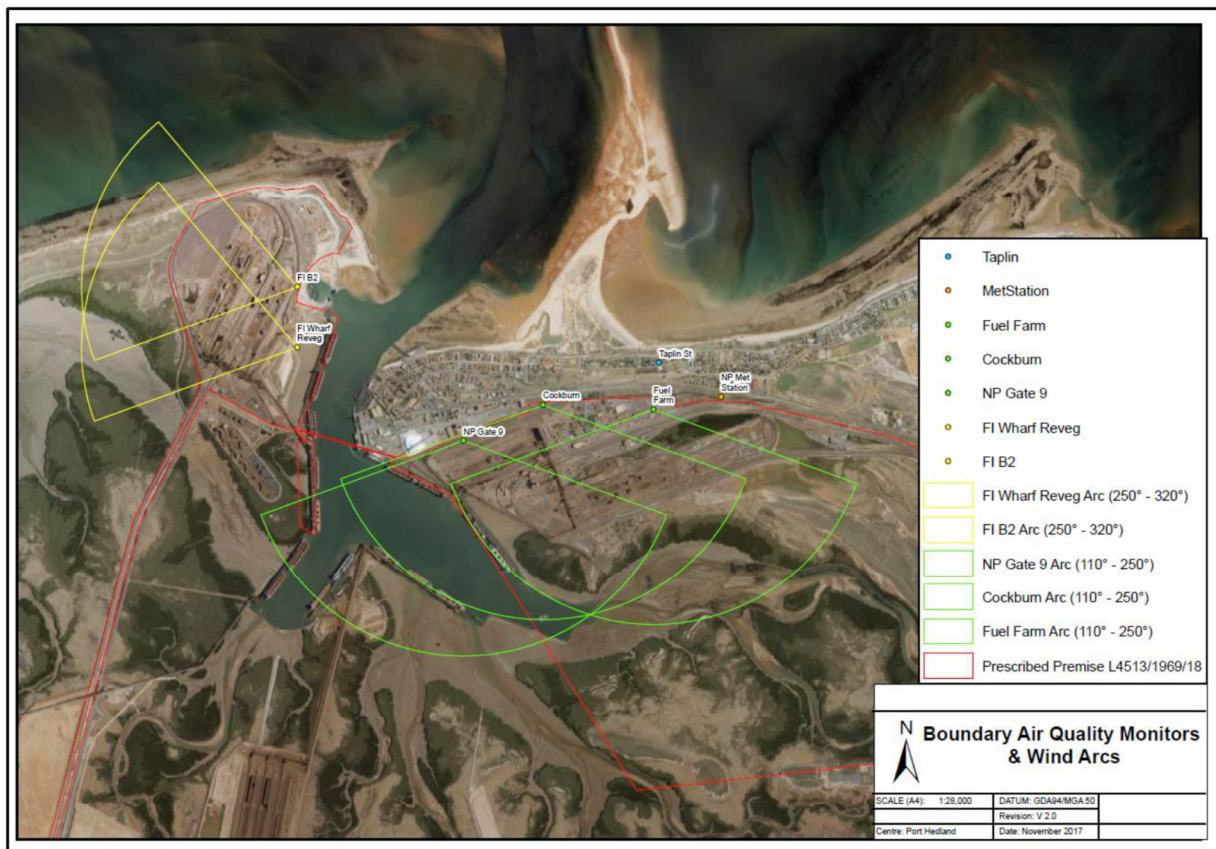 FI B2
FI Wharf
Reveg
Taplin St
NP Met
Station
Fuel
Farm
Cockburn
NP Gate 9
Taplin
MetStation
Fuel Farm
Cockburn
NP Gate 9
FI Wharf Reveg
FI B2
FI Wharf Reveg Arc (250° - 320°)
FI B2 Arc (250° - 320°)
NP Gate 9 Arc (110° - 250°)
Cockburn Arc (110° - 250°)
Fuel Farm Arc (110° - 250°)
Prescribed Premise L4513/1969/18
N
Boundary Air Quality Monitors
& Wind Arcs
SCALE (A4): 1:28,000 DATUM: GDA94/MGA 50
Revision: V 2.0
Centre: Port Hedland Date: November 2017